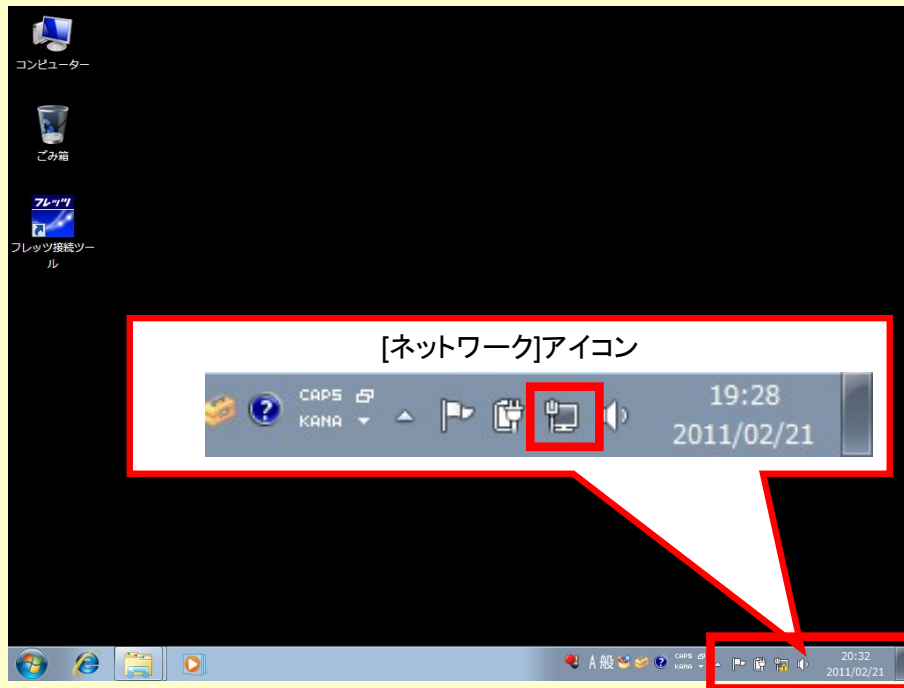 コンピューター
ごみ箱
フレッツ
フレッツ接続ツー
ル
[ネットワーク]アイコン
CAPS
KANA
19:28
2011/02/21
A 般
CAPS
KANA
20:32
2011/02/21